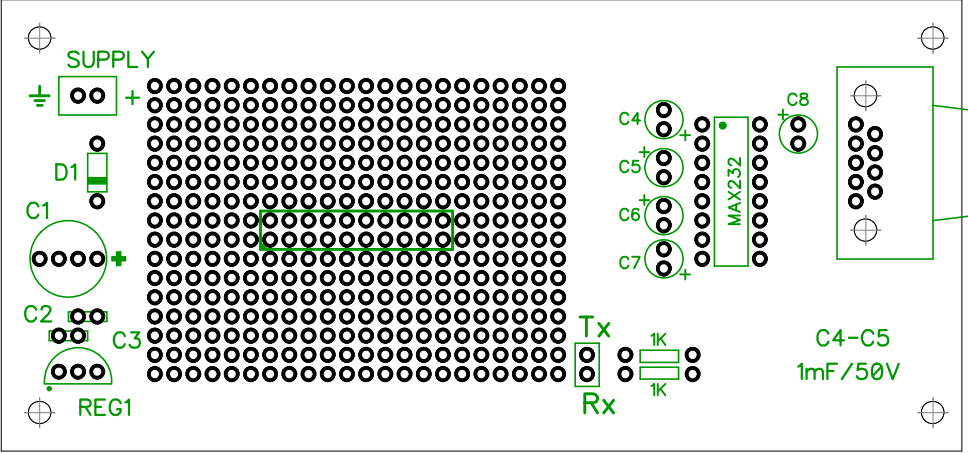 SUPPLY
+
D1
C1
+
C2
C3
REG1
Tx
Rx
1K
1K
C4
+
+
C5
+
C6
C7
+
MAX232
C8
+
C4-C5
1mF/50V